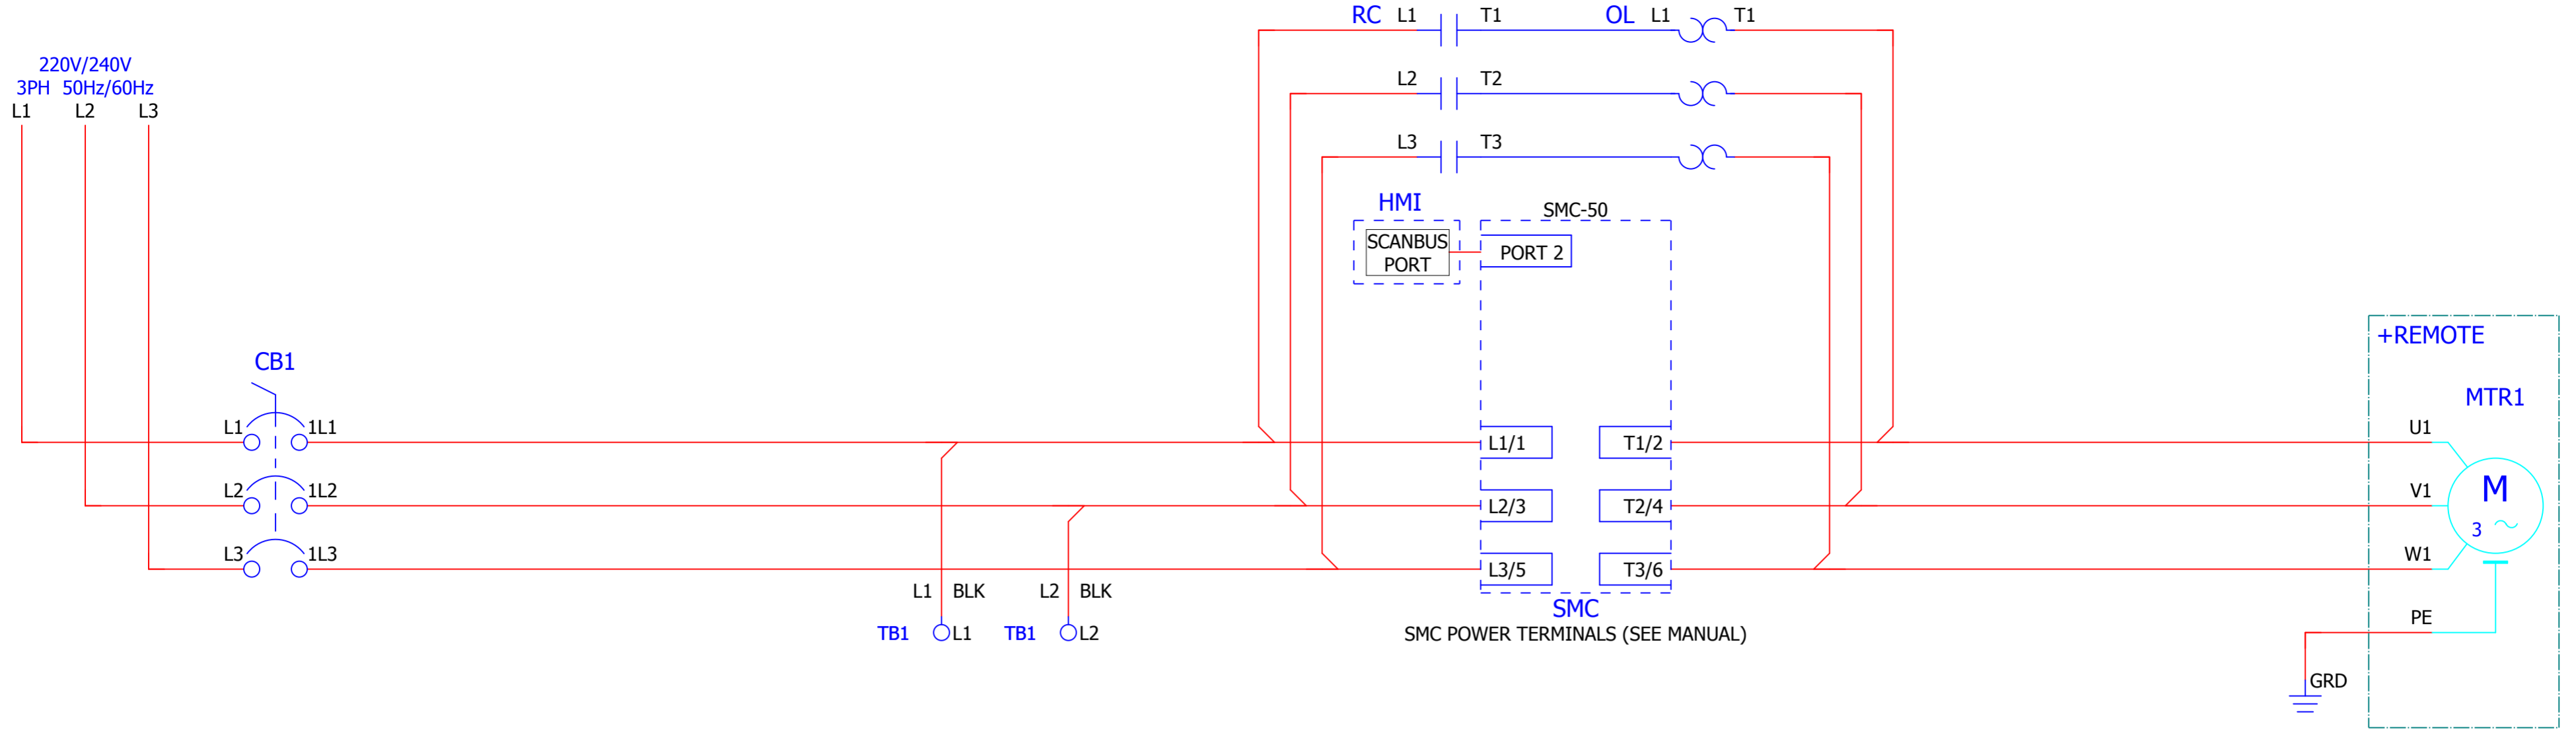 RC L1 T1 OL L1 T1
220V/240V
3PH 50Hz/60Hz
L1 L2 L3
L2 T2
L3 T3
HMI
SMC-50
SCANBUS
PORT
PORT 2
+REMOTE
CB1
MTR1
L1 1L1
L1/1 T1/2
U1
L2 1L2
L2/3 T2/4
V1
M
3
L3 1L3
L3/5 T3/6
W1
L1 BLK L2 BLK
SMC
TB1 L1 TB1 L2
SMC POWER TERMINALS (SEE MANUAL)
PE
GRD